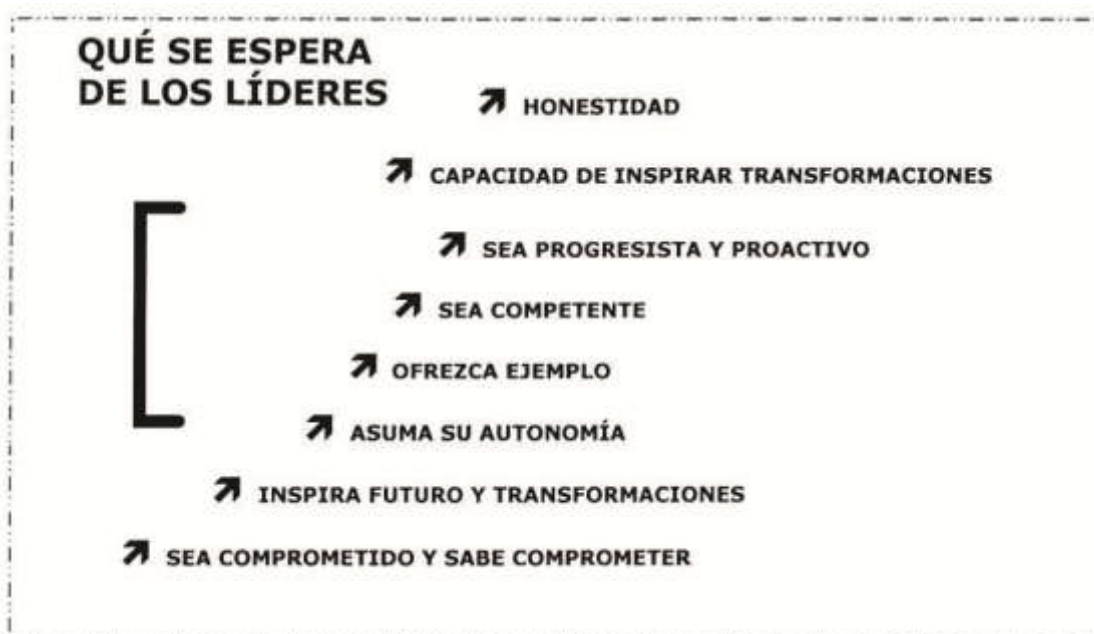 QUÉ SE ESPERA
DE LOS LÍDERES
HONESTIDAD
CAPACIDAD DE INSPIRAR TRANSFORMACIONES
SEA PROGRESISTA Y PROACTIVO
SEA COMPETENTE
OFREZCA EJEMPLO
ASUMA SU AUTONOMÍA
INSPIRA FUTURO Y TRANSFORMACIONES
SEA COMPROMETIDO Y SABE COMPROMETER